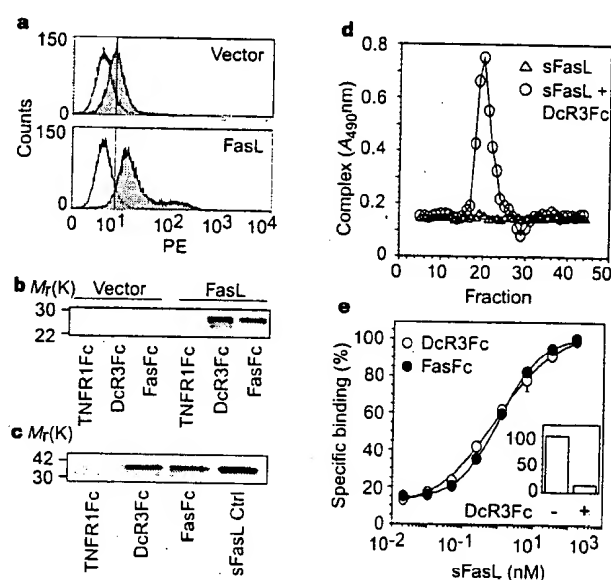 a
150
Vector
0
150
FasL
Counts
0
10 10¹ 10² 10³ 10⁴
PE
b Mr(K) Vector FasL
30
22
TNFR1Fc DcR3Fc FasFc TNFR1Fc DcR3Fc FasFc
c Mr(K)
42
30
TNFR1Fc DcR3Fc FasFc sFasL Ctrl
d
0.8
0.6
0.4
0.2
0
Complex (A490nm)
sFasL
sFasL +
DcR3Fc
0 10 20 30 40 50
Fraction
e
100
80
60
40
20
0
Specific binding (%)
DcR3Fc
FasFc
100
50
0
DcR3Fc - +
10⁻² 10⁻¹ 10¹ 10³
sFasL (nM)